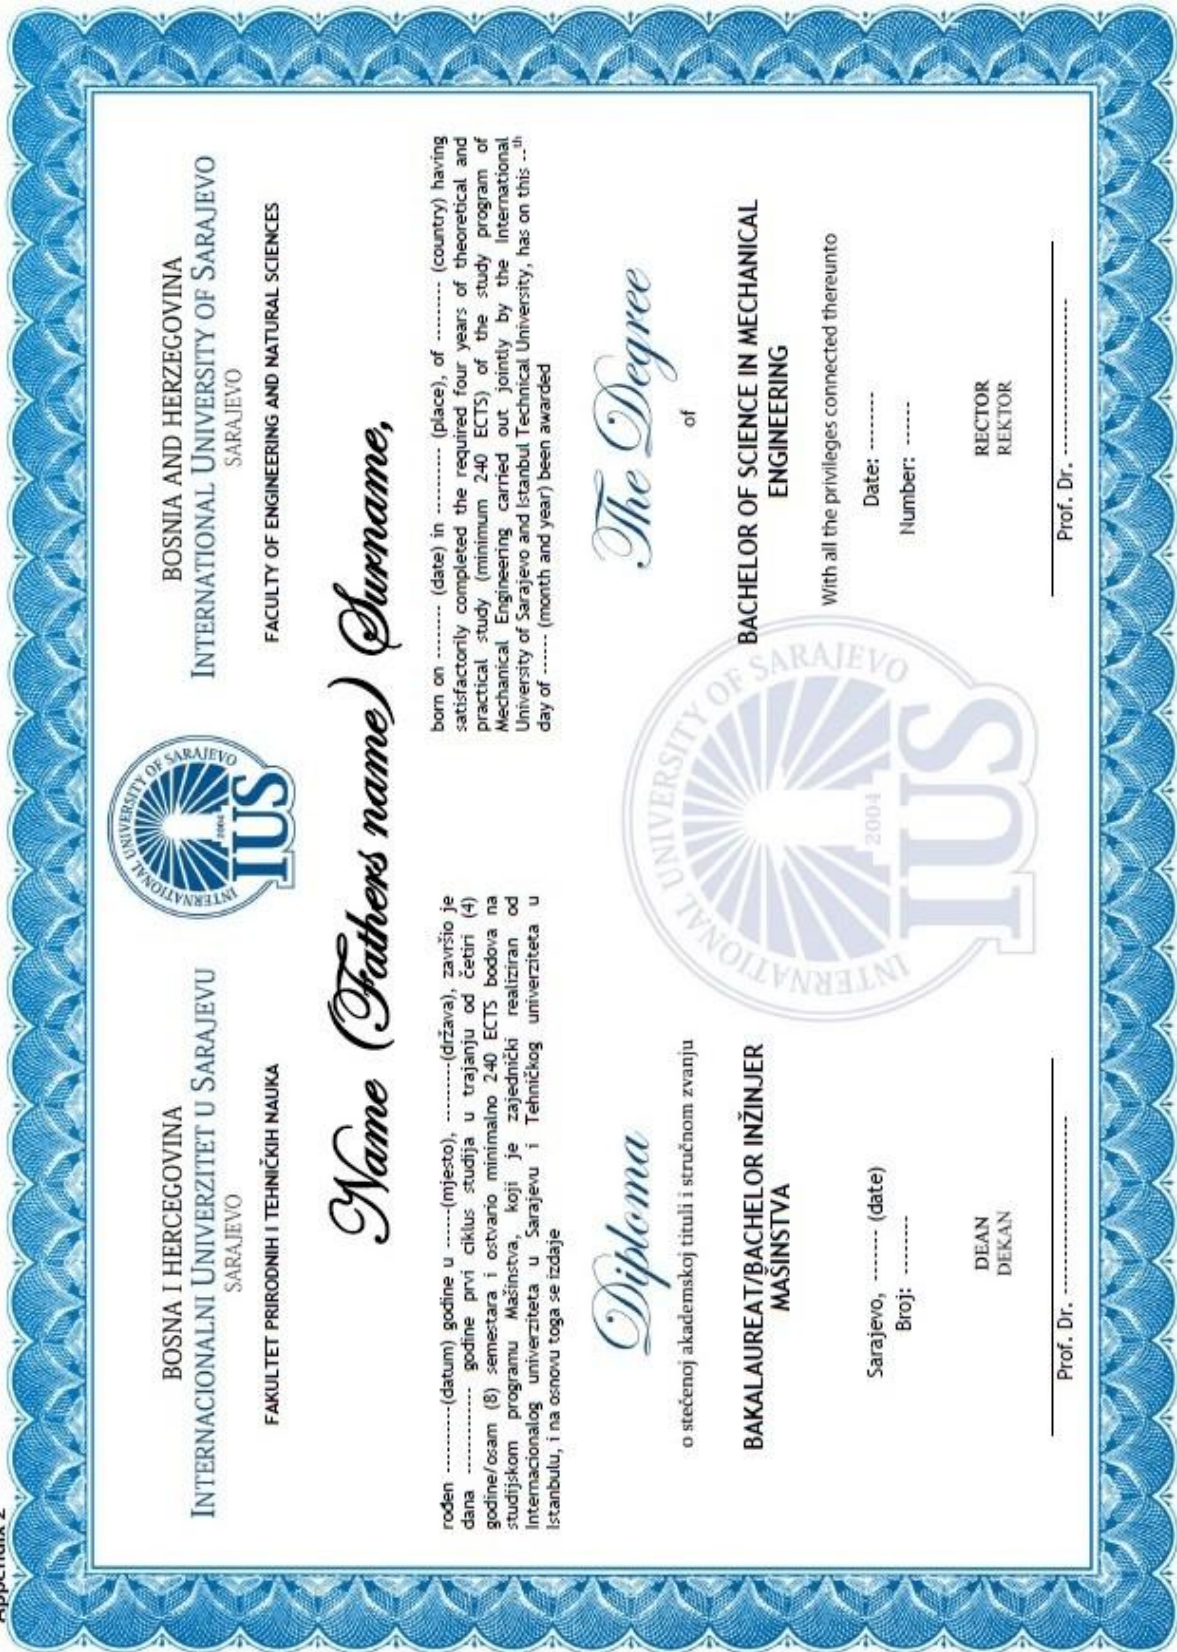 Appendix 2
BOSNA I HERCEGOVINA
INTERNACIONALNI UNIVERZITET U SARAJEVU
SARAJEVO
FAKULTET PRIRODNIH I TEHNIČKIH NAUKA
INTERNATIONAL UNIVERSITY OF SARAJEVO
2004
IUS
BOSNIA AND HERZEGOVINA
INTERNATIONAL UNIVERSITY OF SARAJEVO
SARAJEVO
FACULTY OF ENGINEERING AND NATURAL SCIENCES
Name (Fathers name) Surname,
rođen -----------(datum) godine u ------(mjesto), ---------(država), završio je
dana ------------- godine prvi ciklus studija u trajanju od četiri (4)
godine/osam (8) semestara i ostvario minimalno 240 ECTS bodova na
studijskom programu Mašinstva, koji je zajednički realiziran od
Internacionalog univerziteta u Sarajevu i Tehničkog univerziteta u
Istanbulu, i na osnovu toga se izdaje
born on ------- (date) in ---------- (place), of --------- (country) having
satisfactorily completed the required four years of theoretical and
practical study (minimum 240 ECTS) of the study program of
Mechanical Engineering carried out jointly by the International
University of Sarajevo and Istanbul Technical University, has on this --th
day of ------ (month and year) been awarded
Diploma
o stečenoj akademskoj tituli i stručnom zvanju
BAKALAUREAT/BACHELOR INŽINJER
MAŠINSTVA
Sarajevo, ------- (date)
Broj: ---------
DEAN
DEKAN
Prof. Dr. ------------------------
The Degree
of
BACHELOR OF SCIENCE IN MECHANICAL
ENGINEERING
With all the privileges connected thereunto
Date: --------
Number: ------
RECTOR
REKTOR
Prof. Dr. ------------------------
INTERNATIONAL UNIVERSITY OF SARAJEVO
2004
IUS